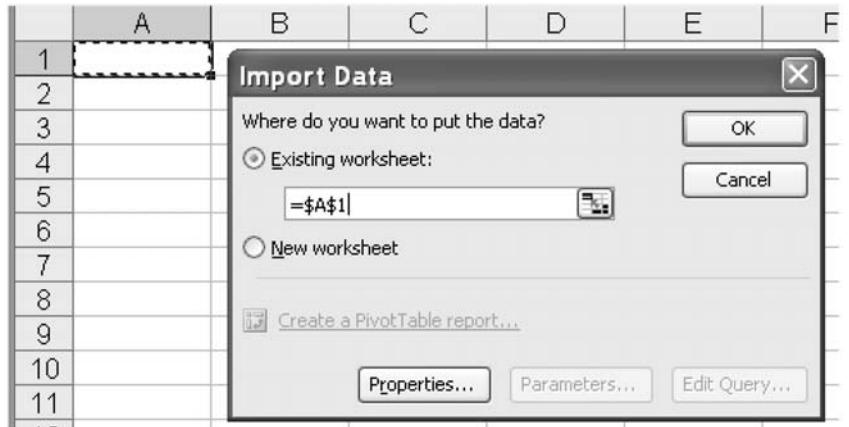 A B C D E F
1
Import Data
2
3 Where do you want to put the data? OK
4 Existing worksheet:
Cancel
5 =$A$1
6
7 New worksheet
8
9 Create a PivotTable report...
10 Properties... Parameters... Edit Query...
11